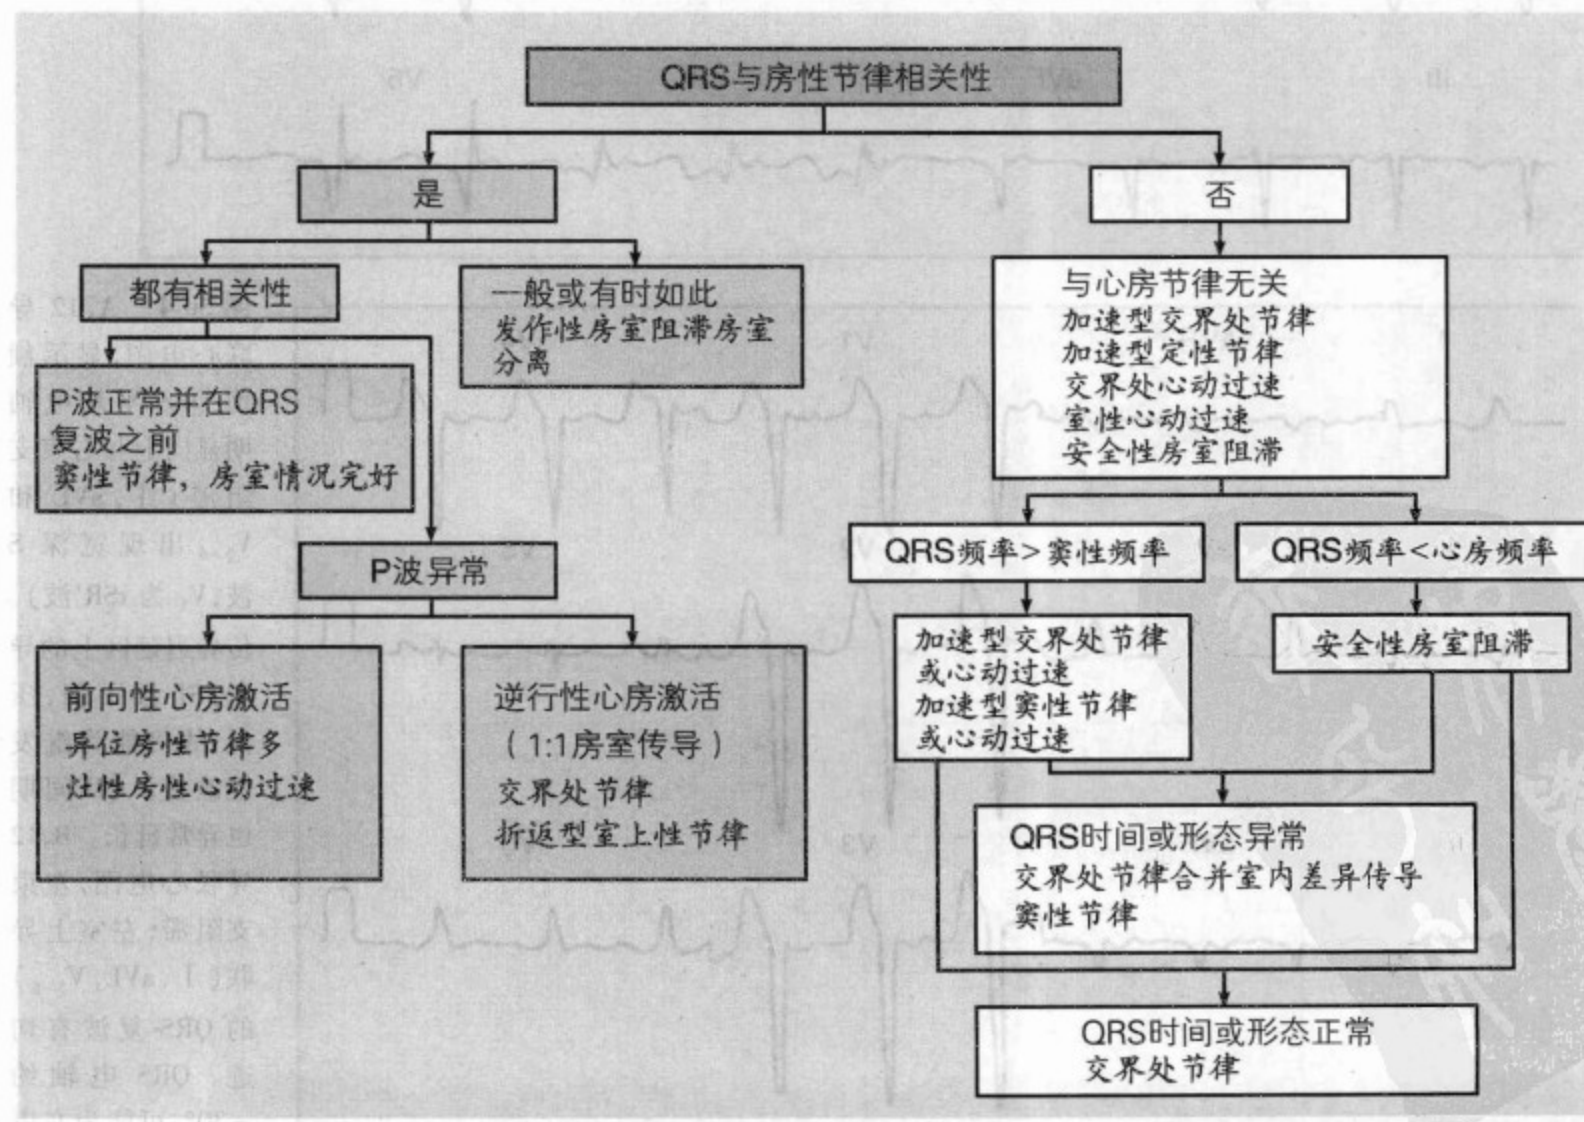 QRS与房性节律相关性
是
否
都有相关性
一般或有时如此
发作性房室阻滞房室
分离
P波正常并在QRS
复波之前
窦性节律，房室情况完好
P波异常
前向性心房激活
异位房性节律多
灶性房性心动过速
逆行性心房激活
（1:1房室传导）
交界处节律
折返型室上性节律
与心房节律无关
加速型交界处节律
加速型定性节律
交界处心动过速
室性心动过速
安全性房室阻滞
QRS频率>窦性频率
QRS频率<心房频率
加速型交界处节律
或心动过速
加速型窦性节律
或心动过速
安全性房室阻滞
QRS时间或形态异常
交界处节律合并室内差异传导
窦性节律
QRS时间或形态正常
交界处节律